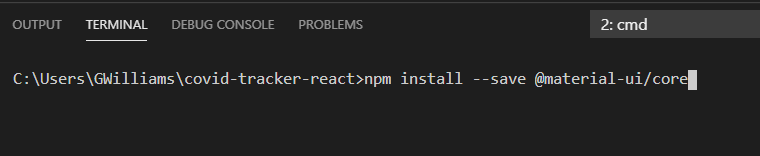 OUTPUT TERMINAL DEBUG CONSOLE PROBLEMS 2: cmd
C:\Users\GWilliams\covid-tracker-react>npm install --save @material-ui/core